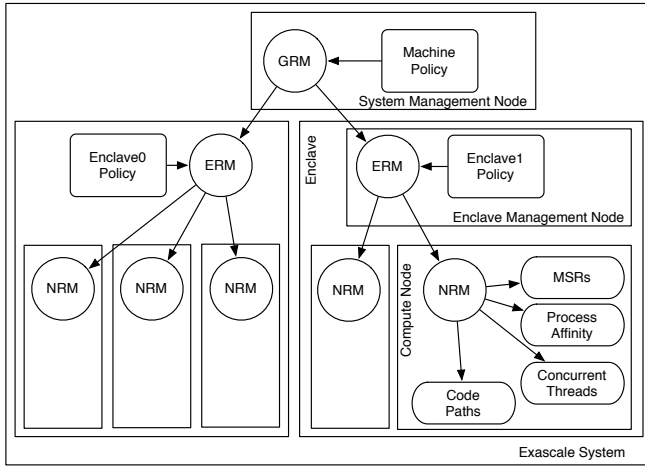 GRM
Machine
Policy
System Management Node
Enclave0
Policy
ERM
Enclave
ERM
Enclave1
Policy
Enclave Management Node
NRM
NRM
NRM
NRM
Compute Node
NRM
MSRs
Process
Affinity
Concurrent
Threads
Code
Paths
Exascale System